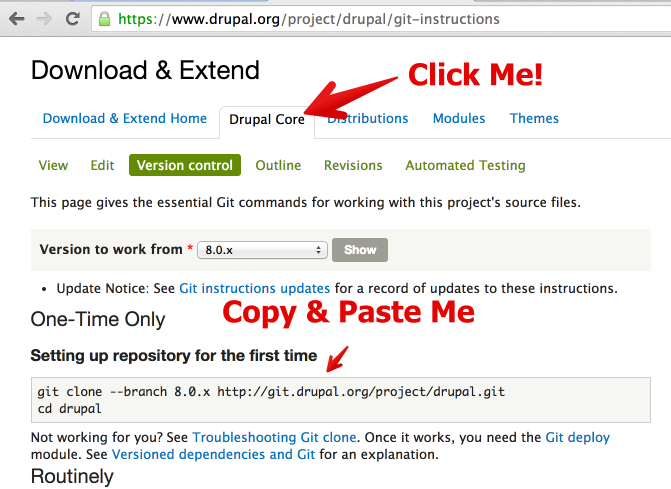 https://www.drupal.org/project/drupal/git-instructions
Download & Extend
Click Me!
Download & Extend Home Drupal Core Distributions Modules Themes
View Edit Version control Outline Revisions Automated Testing
This page gives the essential Git commands for working with this project's source files.
Version to work from * 8.0.x Show
• Update Notice: See Git instructions updates for a record of updates to these instructions.
Copy & Paste Me
One-Time Only
Setting up repository for the first time
git clone --branch 8.0.x http://git.drupal.org/project/drupal.git
cd drupal
Not working for you? See Troubleshooting Git clone. Once it works, you need the Git deploy
module. See Versioned dependencies and Git for an explanation.
Routinely